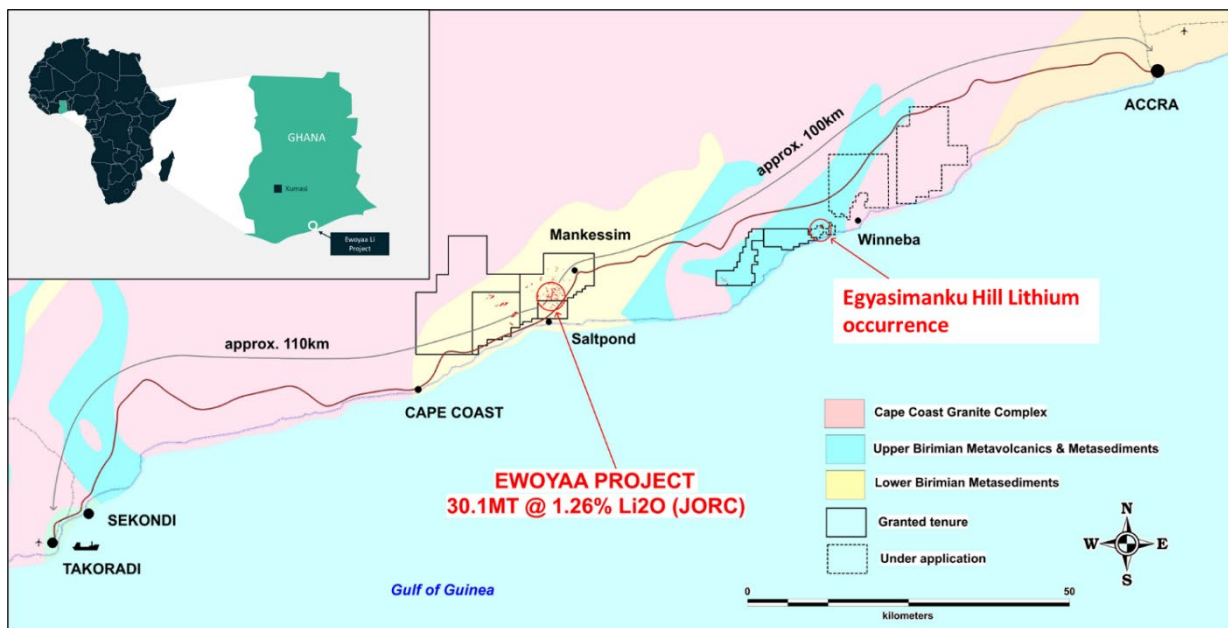 GHANA
Kumasi
Ewoyaa Li
Project
ACCRA
approx. 100km
Mankessim
Winneba
Egyasimanku Hill Lithium
occurrence
Saltpond
approx. 110km
CAPE COAST
EWOYAA PROJECT
30.1MT @ 1.26% Li2O (JORC)
SEKONDI
TAKORADI
Gulf of Guinea
Cape Coast Granite Complex
Upper Birimian Metavolcanics & Metasediments
Lower Birimian Metasediments
Granted tenure
Under application
N
W E
S
0 50
kilometers